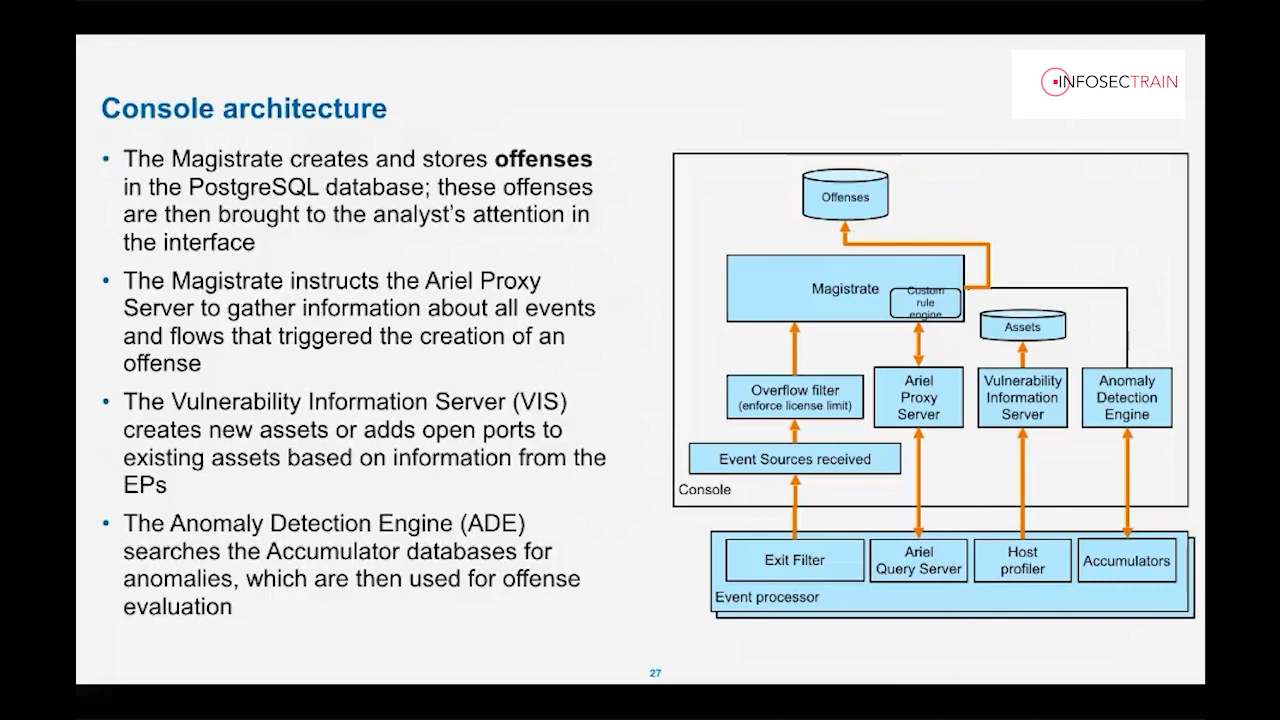 INFOSECTRAIN
Console architecture
• The Magistrate creates and stores offenses
in the PostgreSQL database; these offenses
are then brought to the analyst's attention in
the interface
• The Magistrate instructs the Ariel Proxy
Server to gather information about all events
and flows that triggered the creation of an
offense
• The Vulnerability Information Server (VIS)
creates new assets or adds open ports to
existing assets based on information from the
EPs
• The Anomaly Detection Engine (ADE)
searches the Accumulator databases for
anomalies, which are then used for offense
evaluation
Offenses
Magistrate
Custom
rule
engine
Assets
Overflow filter
(enforce license limit)
Ariel
Proxy
Server
Vulnerability
Information
Server
Anomaly
Detection
Engine
Event Sources received
Console
Exit Filter
Ariel
Query Server
Host
profiler
Accumulators
Event processor
27